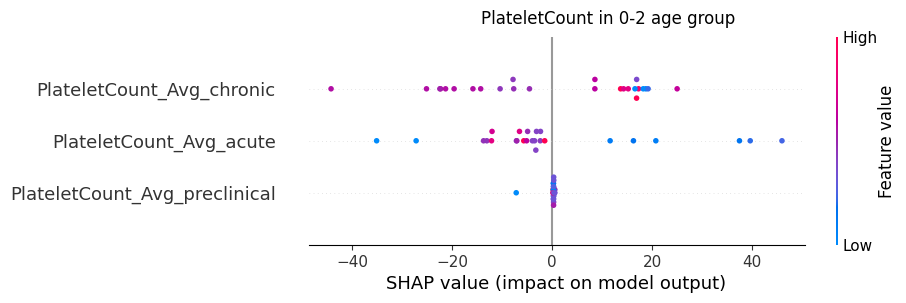 PlateletCount in 0-2 age group
High
PlateletCount_Avg_chronic
PlateletCount_Avg_acute
PlateletCount_Avg_preclinical
Feature value
Low
−40
−20
0
20
40
SHAP value (impact on model output)